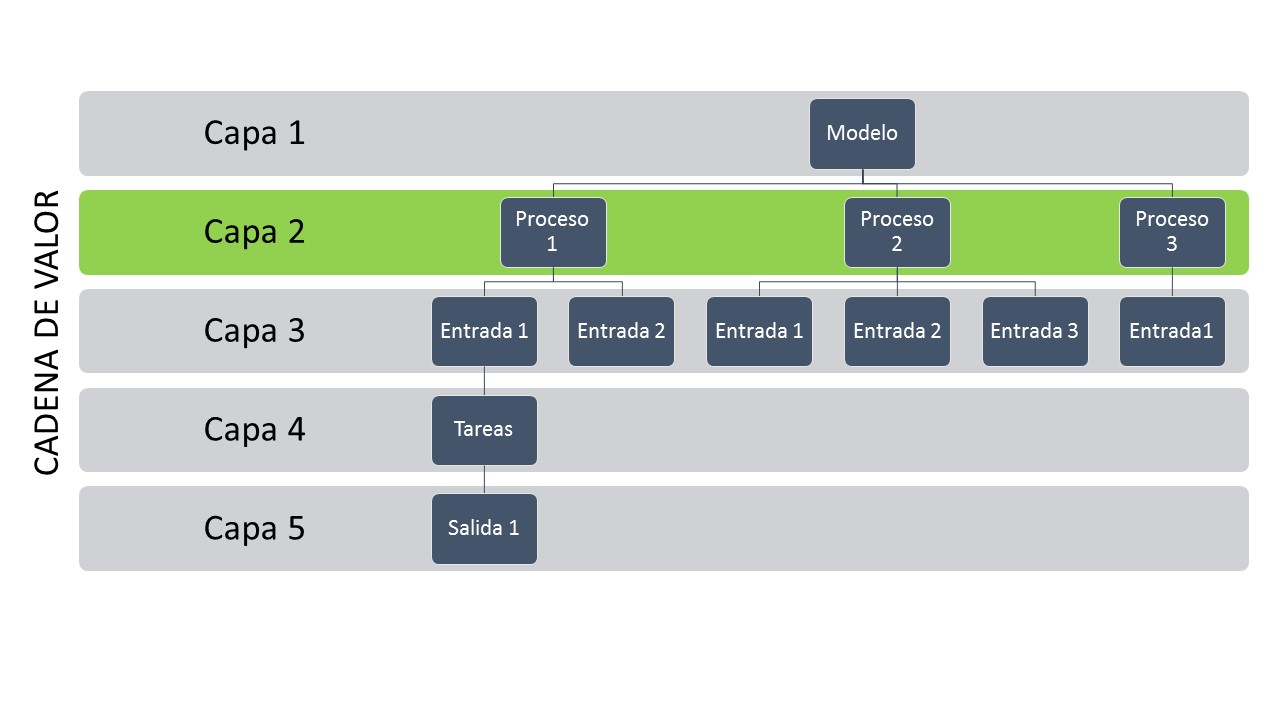 CADENA DE VALOR
Capa 1
Modelo
Capa 2
Proceso
1
Proceso
2
Proceso
3
Capa 3
Entrada 1
Entrada 2
Entrada 1
Entrada 2
Entrada 3
Entrada1
Capa 4
Tareas
Capa 5
Salida 1